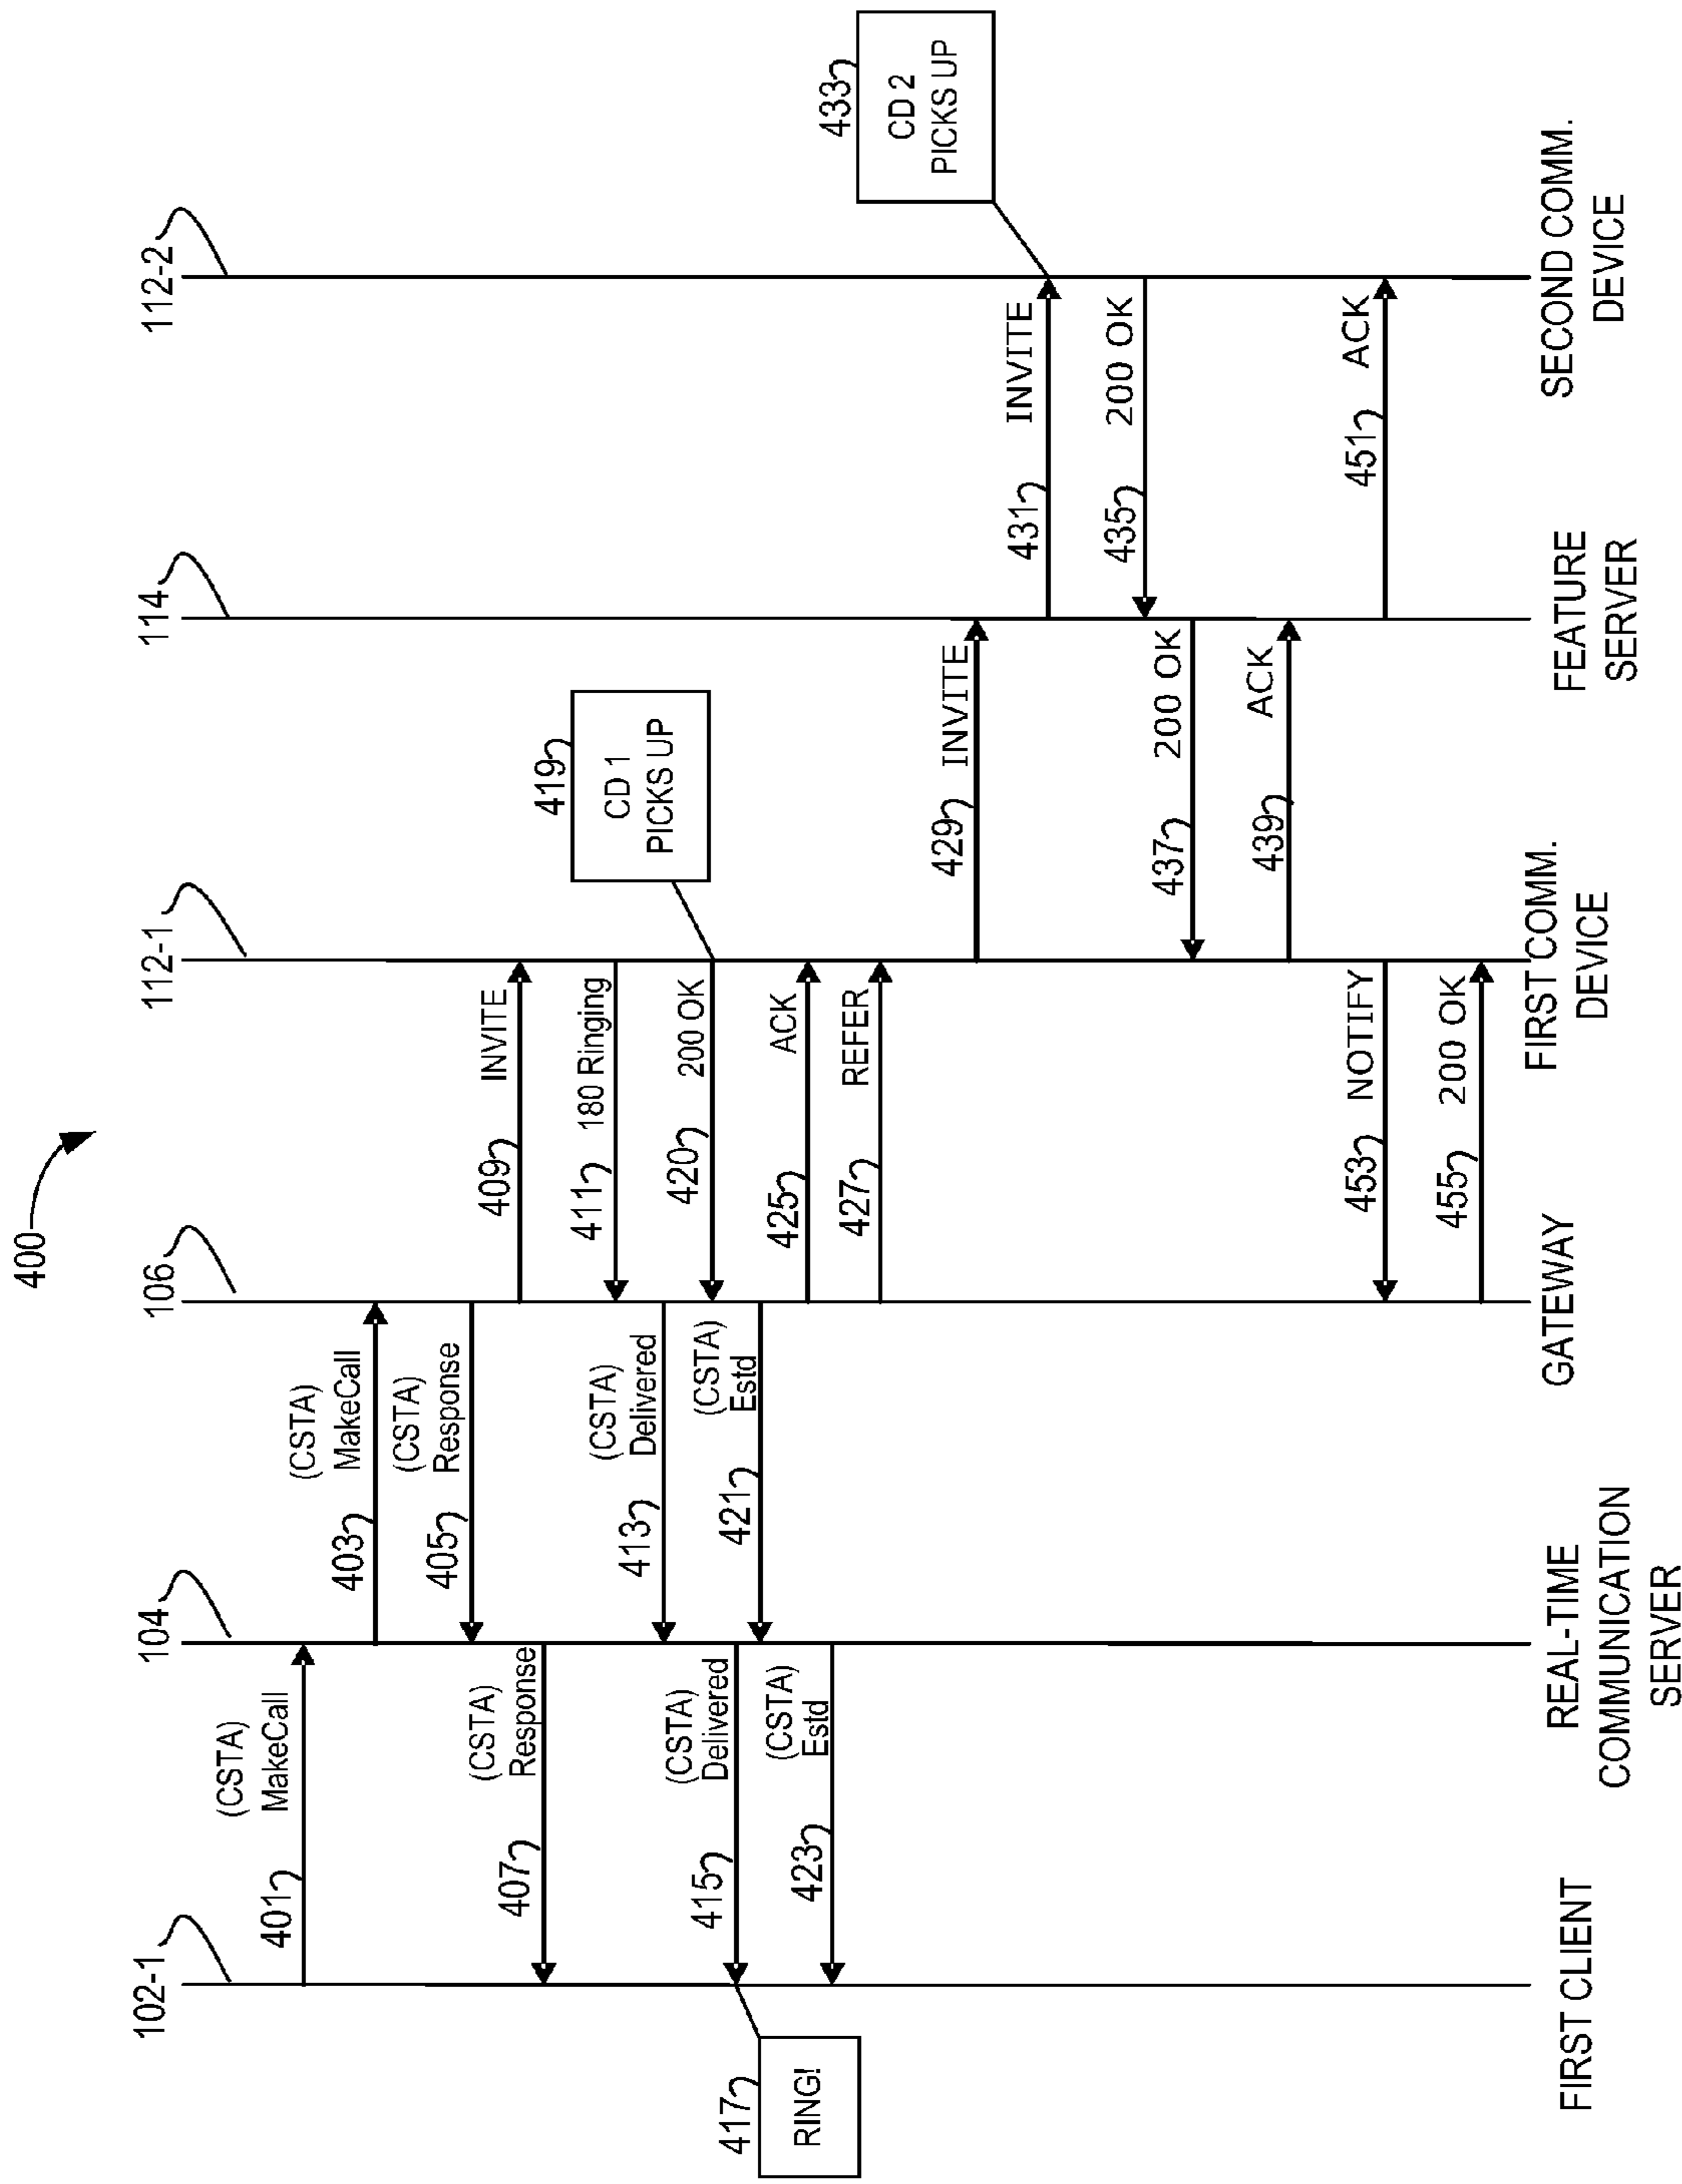 400
102-1
104
106
112-1
114
112-2
401
(CSTA)
MakeCall
403
(CSTA)
MakeCall
405
(CSTA)
Response
409
INVITE
407
(CSTA)
Response
411
180 Ringing
413
(CSTA)
Delivered
419
CD 1
PICKS UP
420
200 OK
415
(CSTA)
Delivered
417
RING!
421
(CSTA)
Estd
425
ACK
423
(CSTA)
Estd
427
REFER
429
INVITE
431
INVITE
433
CD 2
PICKS UP
435
200 OK
437
200 OK
439
ACK
453
NOTIFY
451
ACK
455
200 OK
FIRST CLIENT
REAL-TIME
COMMUNICATION
SERVER
GATEWAY
FIRST COMM.
DEVICE
FEATURE
SERVER
SECOND COMM.
DEVICE